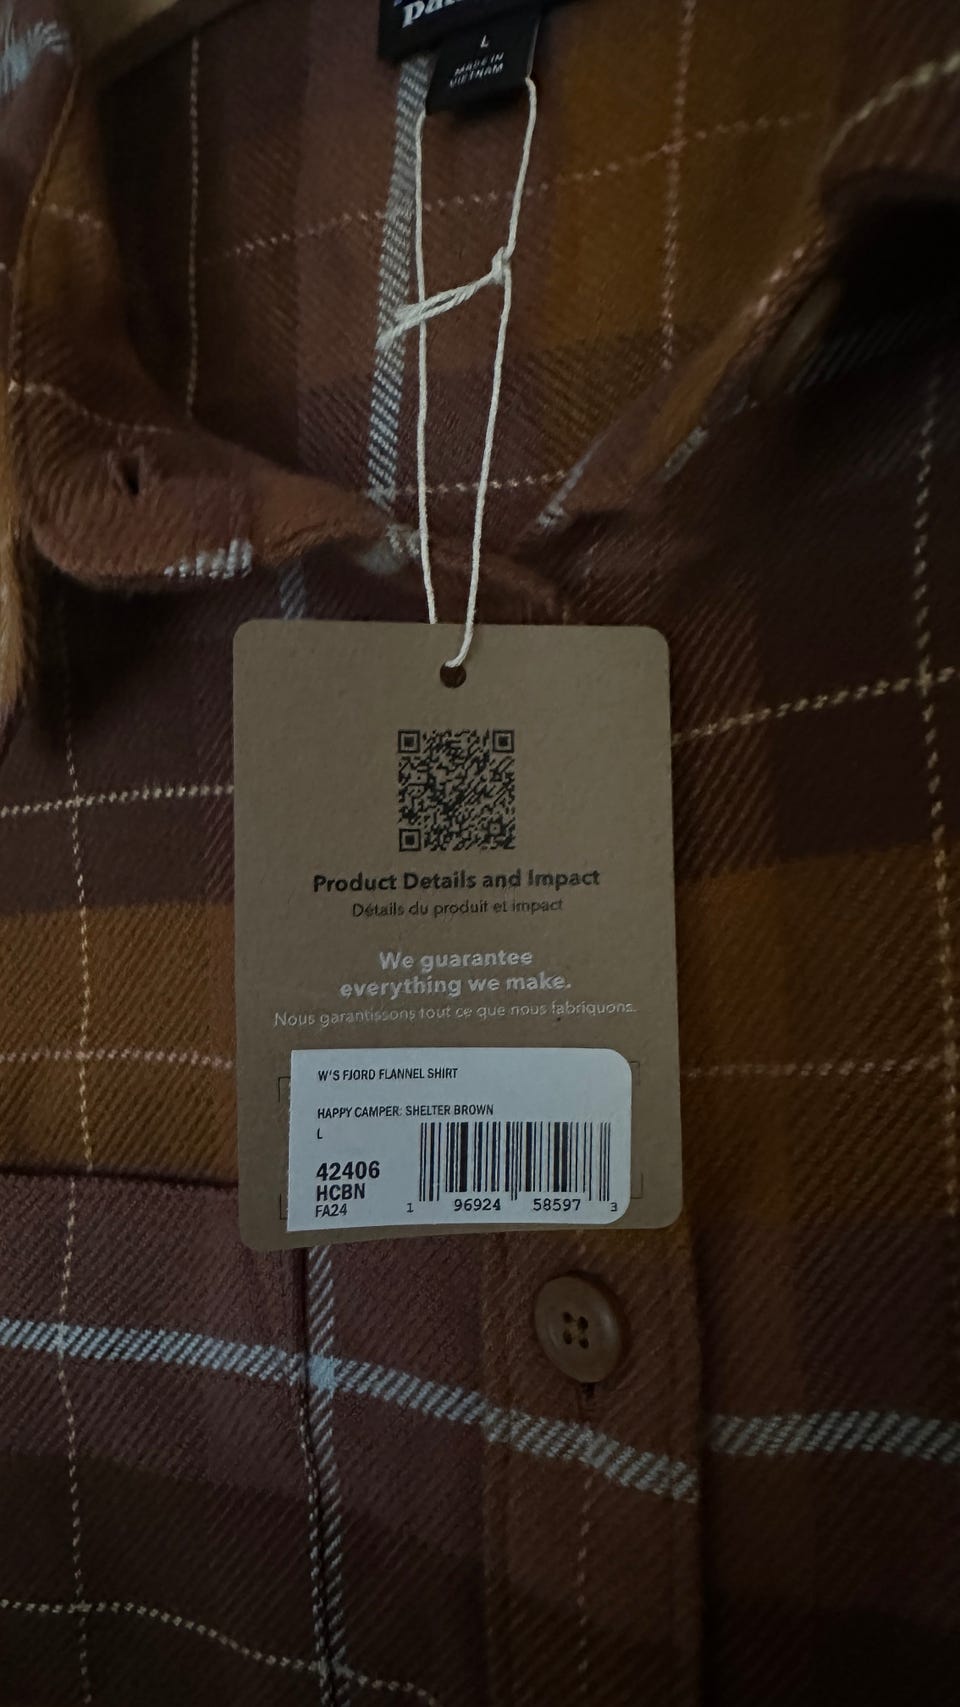 L
MADE IN
VIETNAM
Product Details and Impact
Détails du produit et impact
We guarantee
everything we make.
Nous garantissons tout ce que nous fabriquons.
W'S FJORD FLANNEL SHIRT
HAPPY CAMPER: SHELTER BROWN
L
42406
HCBN
FA24
1 96924 58597 3